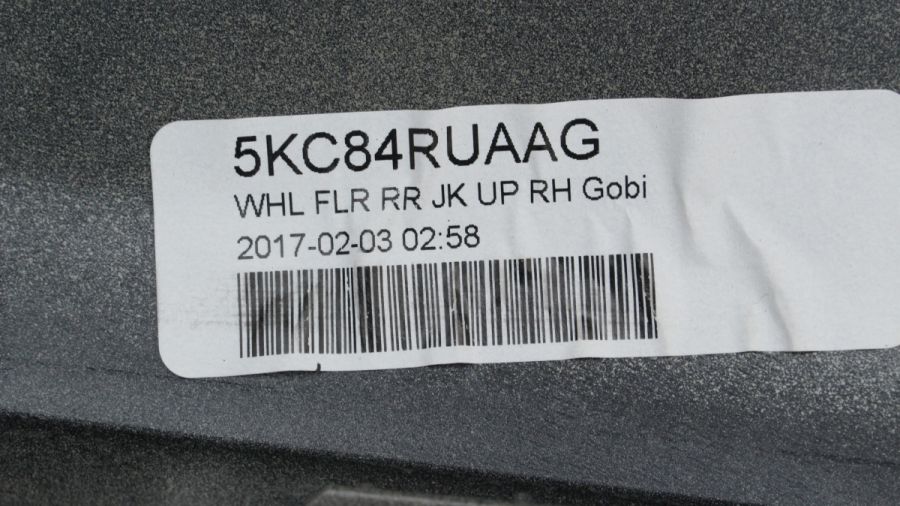 5KC84RUAAG
WHL FLR RR JK UP RH Gobi
2017-02-03 02:58